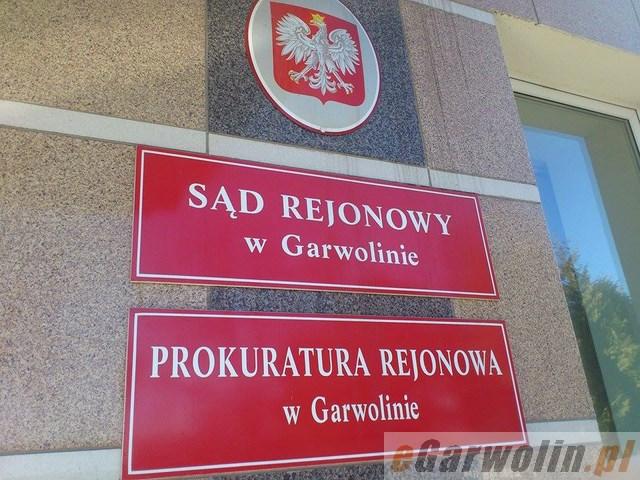 SĄD REJONOWY
w Garwolinie
PROKURATURA REJONOWA
w Garwolinie
eGarwolin.pl